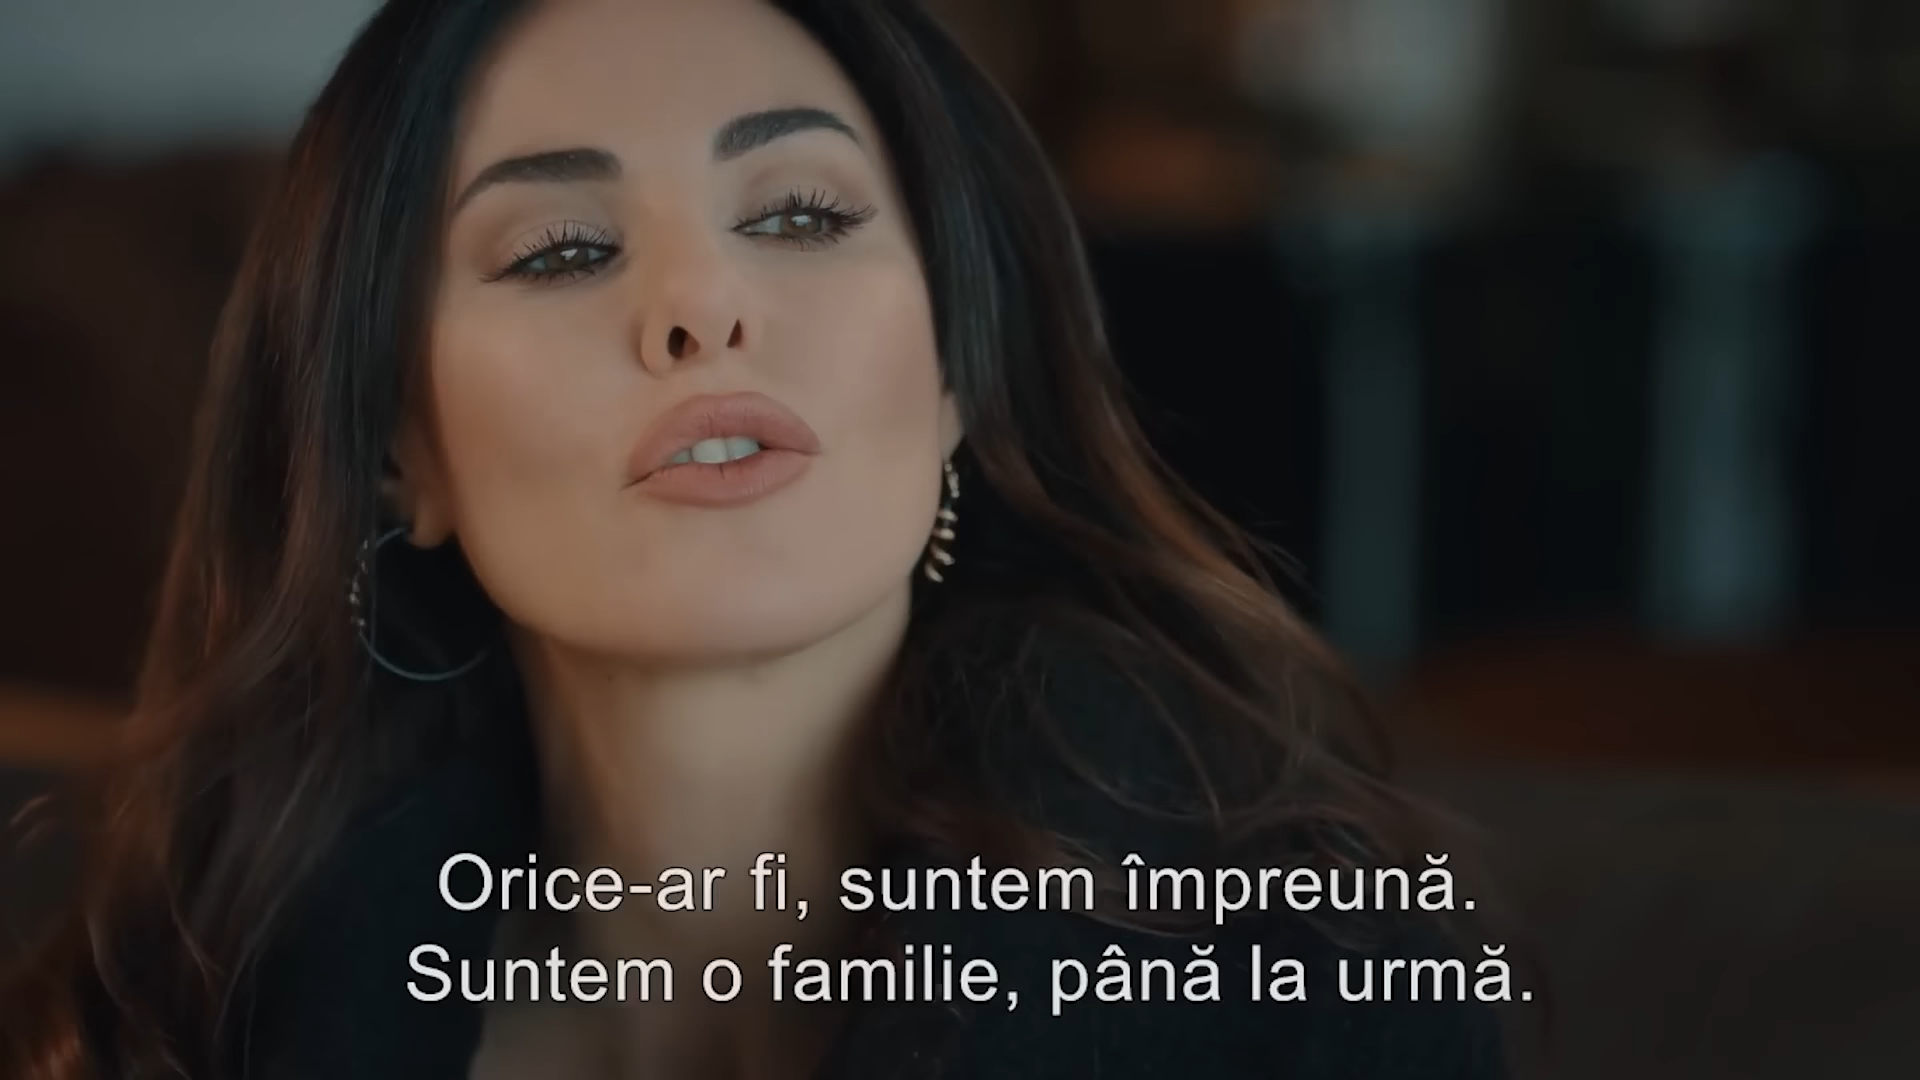 Orice-ar fi, suntem împreună.
Suntem o familie, până la urmă.